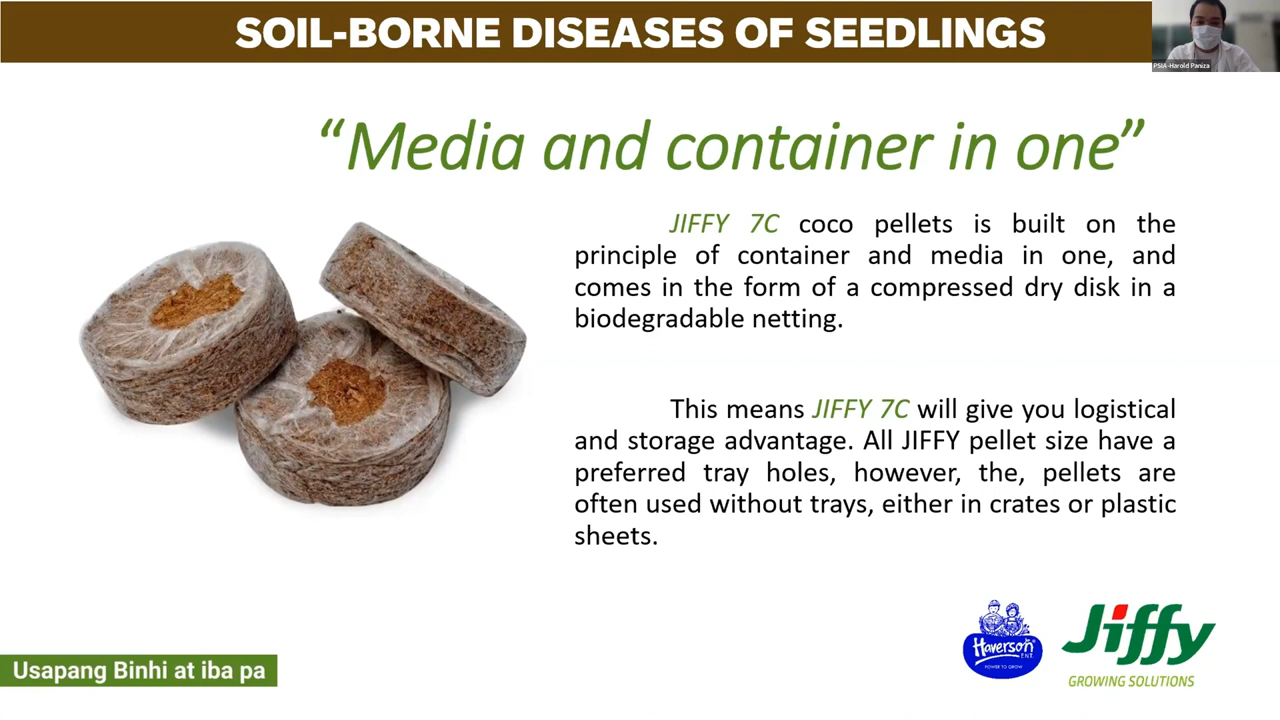 SOIL-BORNE DISEASES OF SEEDLINGS
PSIA-Harold Paniza
“Media and container in one”
JIFFY 7C coco pellets is built on the
principle of container and media in one, and
comes in the form of a compressed dry disk in a
biodegradable netting.
This means JIFFY 7C will give you logistical
and storage advantage. All JIFFY pellet size have a
preferred tray holes, however, the, pellets are
often used without trays, either in crates or plastic
sheets.
Haverson
ENT.
POWER TO GROW
Jiffy
GROWING SOLUTIONS
Usapang Binhi at iba pa